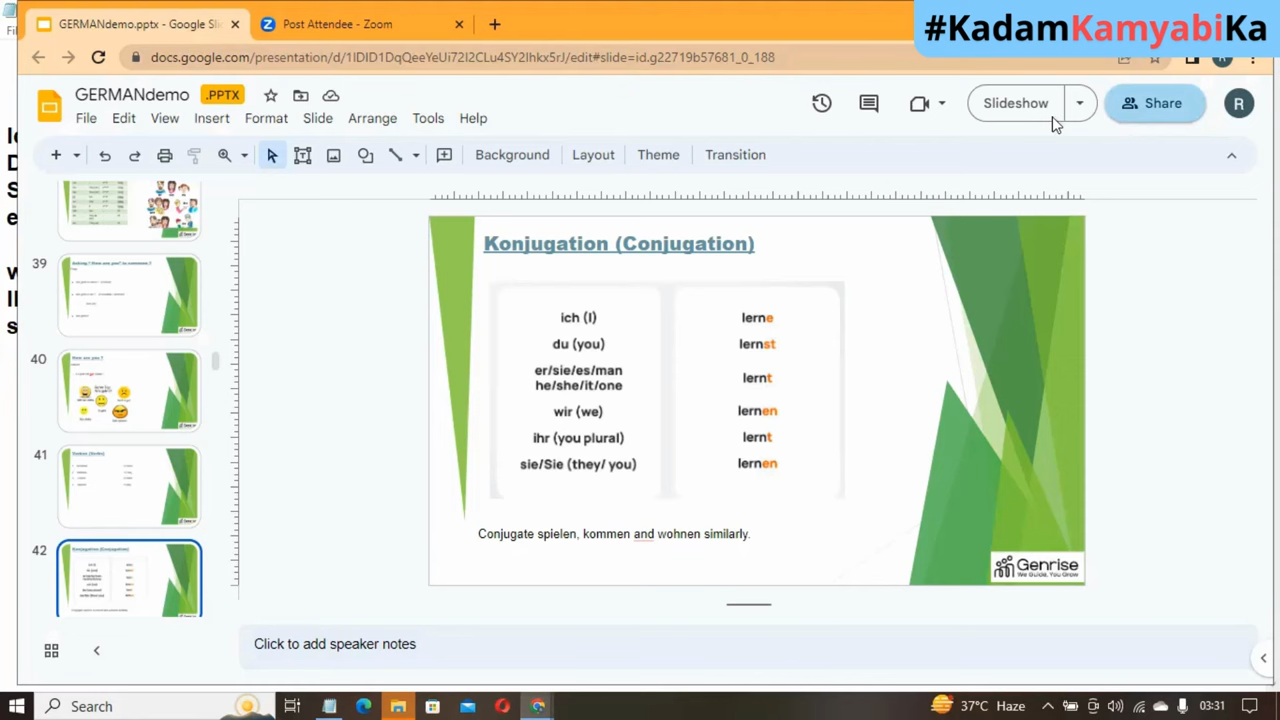 GERMANdemo.pptx - Google Sli
Post Attendee - Zoom
#KadamKamyabiKa
docs.google.com/presentation/d/1IDID1DqQeeYeUi72I2CLu4SY2Ihkx5rJ/edit#slide=id.g22719b57681_0_188
GERMANdemo .PPTX
Slideshow
Share
R
File Edit View Insert Format Slide Arrange Tools Help
Background Layout Theme Transition
39
40
41
42
Konjugation (Conjugation)
ich (I) lerne
du (you) lernst
er/sie/es/man
he/she/it/one lernt
wir (we) lernen
ihr (you plural) lernt
sie/Sie (they/ you) lernen
Conjugate spielen, kommen and wohnen similarly.
Genrise
We Guide, You Grow
Click to add speaker notes
Search
37°C Haze
03:31